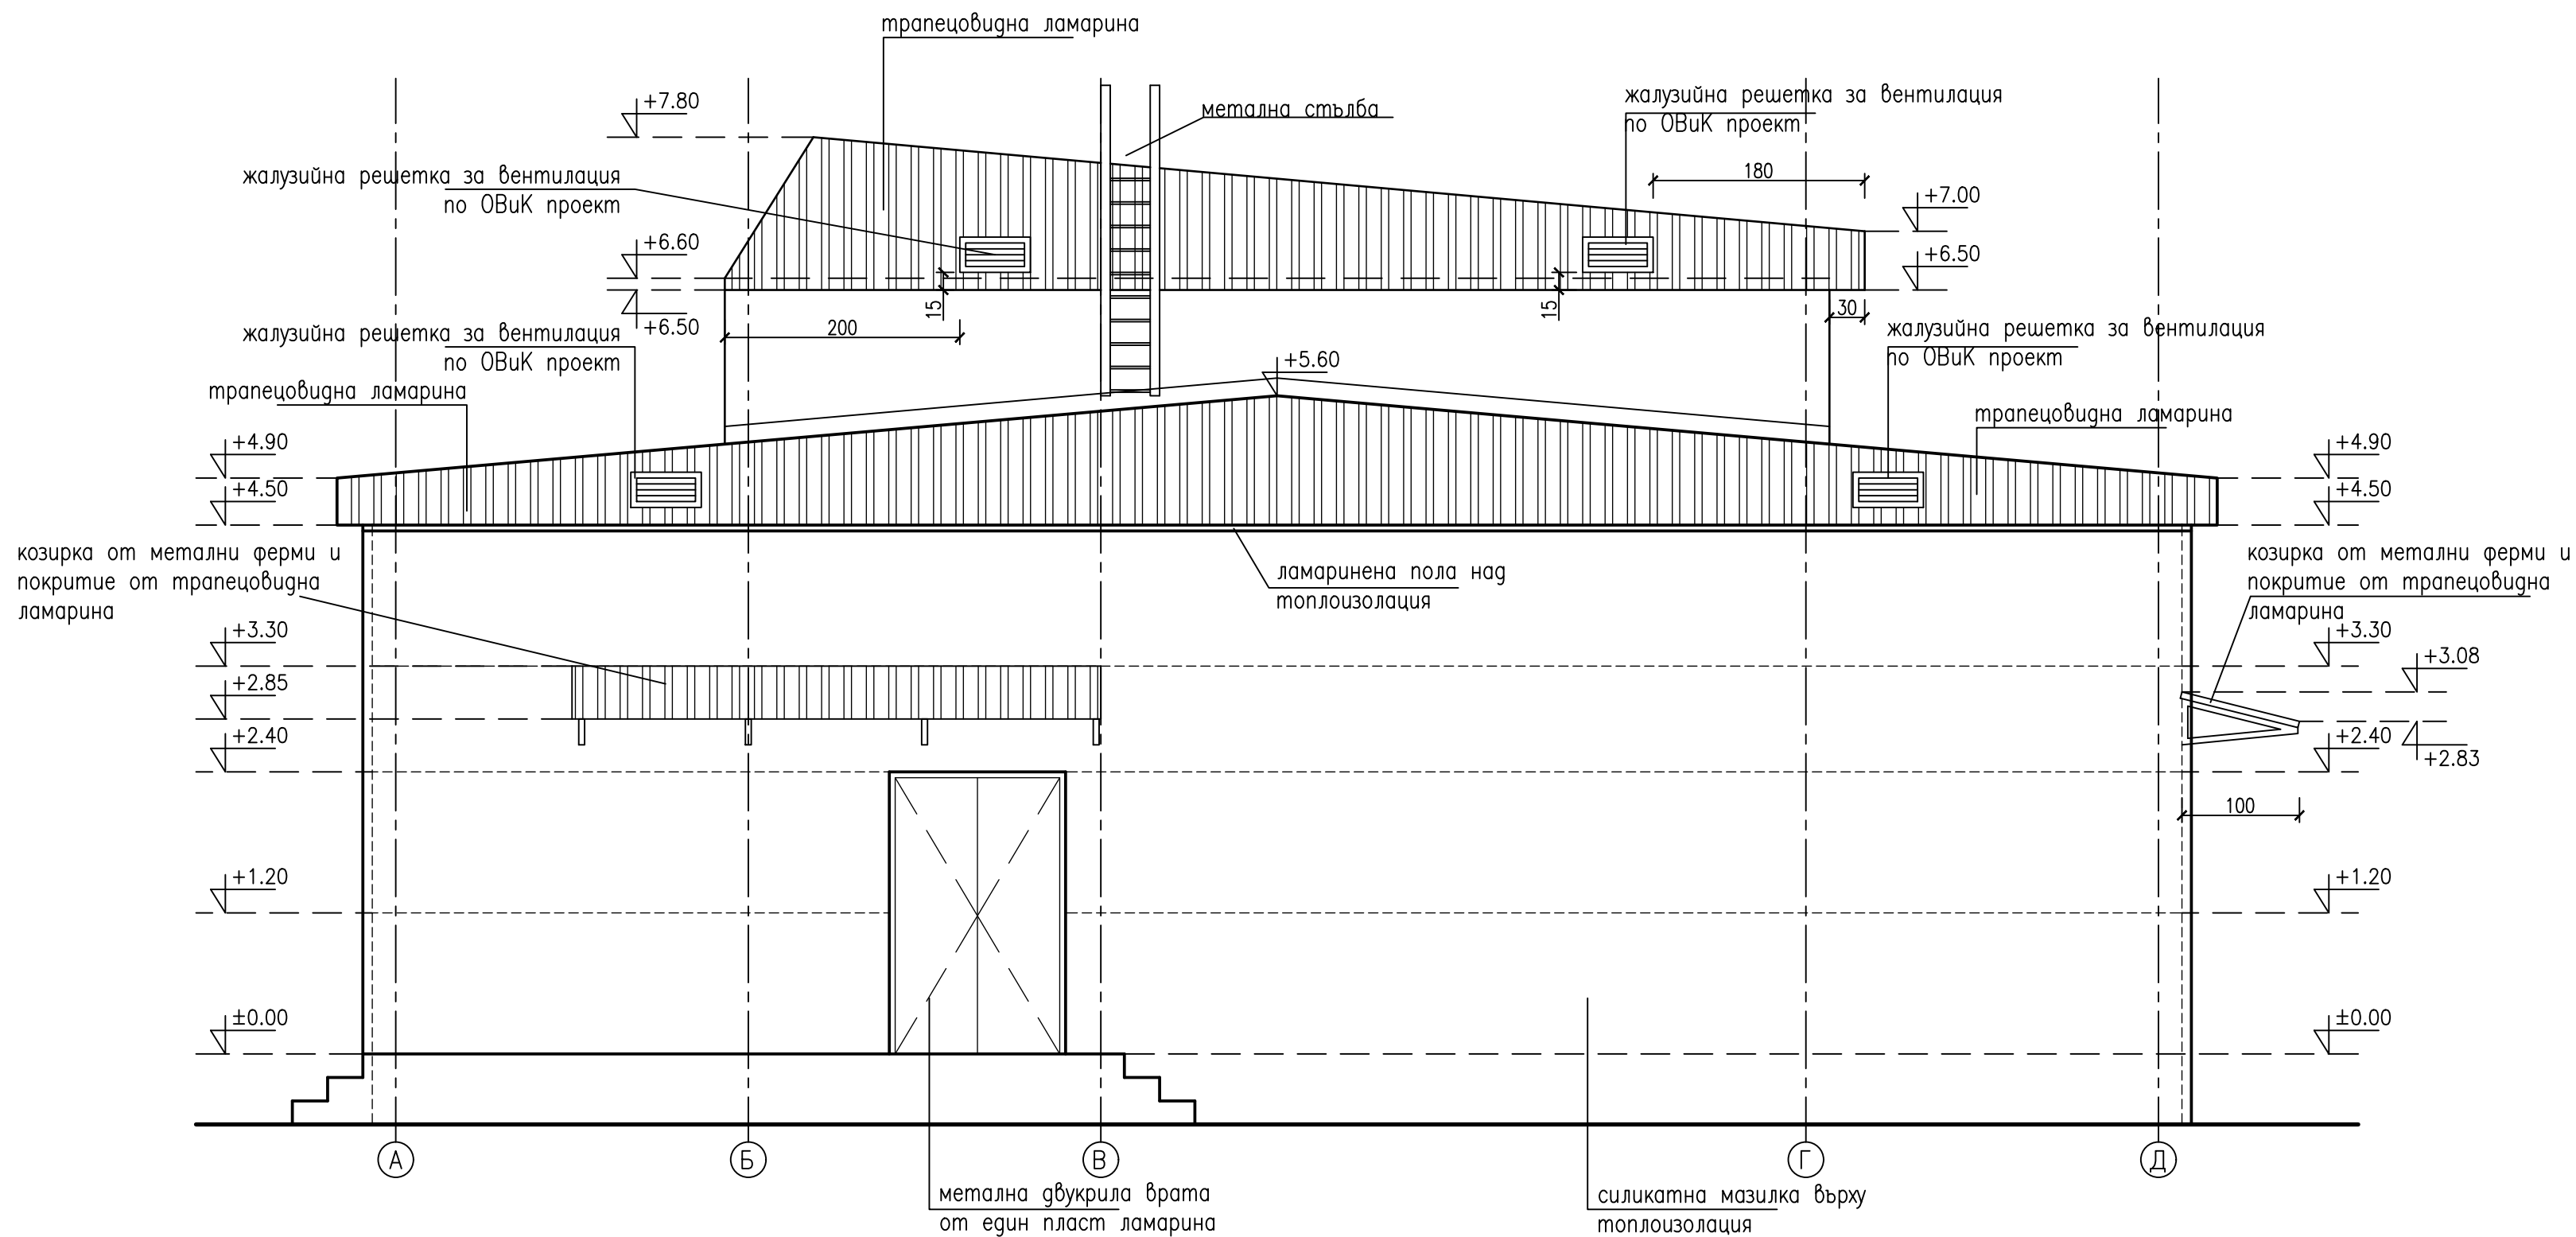 трапецовидна ламарина
+7.80
метална стълба
жалузийна решетка за вентилация
по ОВиК проект
жалузийна решетка за вентилация
по ОВиК проект
180
+7.00
+6.60
+6.50
+6.50
15
15
200
30
жалузийна решетка за вентилация
по ОВиК проект
жалузийна решетка за вентилация
по ОВиК проект
+5.60
трапецовидна ламарина
трапецовидна ламарина
+4.90
+4.90
+4.50
+4.50
козирка от метални ферми и
покритие от трапецовидна
ламарина
ламаринена пола над
топлоизолация
козирка от метални ферми и
покритие от трапецовидна
ламарина
+3.30
+3.30
+3.08
+2.85
+2.40
+2.40
+2.83
100
+1.20
+1.20
±0.00
±0.00
А
Б
В
Г
Д
метална двукрила врата
от един пласт ламарина
силикатна мазилка върху
топлоизолация